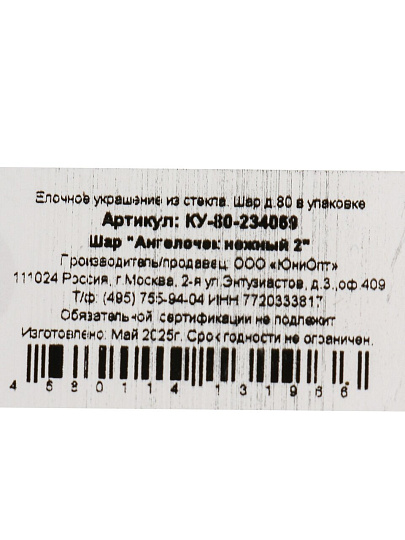 Елочное украшение из стекла. Шар д.80 в упаковке
Артикул: КУ-80-234069
Шар "Ангелочек нежный 2"
Производитель/продавец: ООО «ЮниОпт»
111024 Россия, г.Москва, 2-я ул.Энтузиастов, д.3.,оф.409
Т/ф: (495) 755-94-04 ИНН 7720333817
Обязательной сертификации не подлежит
Изготовлено: Май 2025г. Срок годности не ограничен.
4 580114 131966